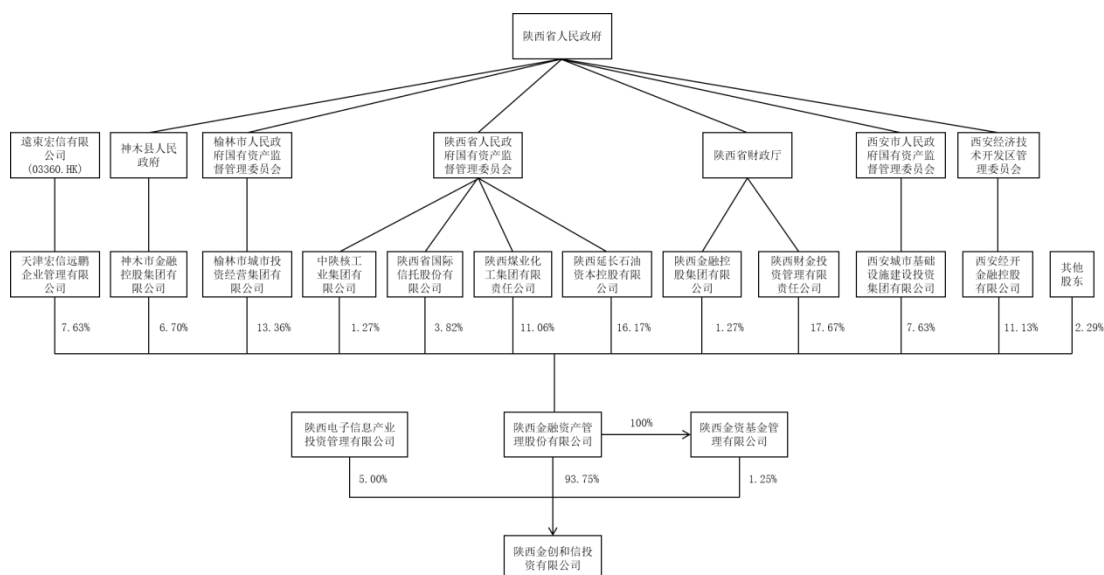 陕西省人民政府
遠東宏信有限
公司
(03360.HK)
神木县人民
政府
榆林市人民政
府国有资产监
督管理委员会
陕西省人民政
府国有资产监
督管理委员会
陕西省财政厅
西安市人民政
府国有资产监
督管理委员会
西安经济技
术开发区管
理委员会
天津宏信远鹏
企业管理有限公
司
神木市金融
控股集团有
限公司
榆林市城市投
资经营集团有
限公司
中陕核工
业集团有
限公司
陕西省国际
信托股份有
限公司
陕西煤业化
工集团有限
责任公司
陕西延长石油
资本控股有限
公司
陕西金融控
股集团有限
公司
陕西财金投
资管理有限
责任公司
西安城市基础
设施建设投资
集团有限公司
西安经开
金融控股
有限公司
其他
股东
7.63%
6.70%
13.36%
1.27%
3.82%
11.06%
16.17%
1.27%
17.67%
7.63%
11.13%
2.29%
陕西电子信息产业
投资管理有限公司
陕西金融资产管
理股份有限公司
100%
陕西金资基金管
理有限公司
5.00%
93.75%
1.25%
陕西金创和信投
资有限公司